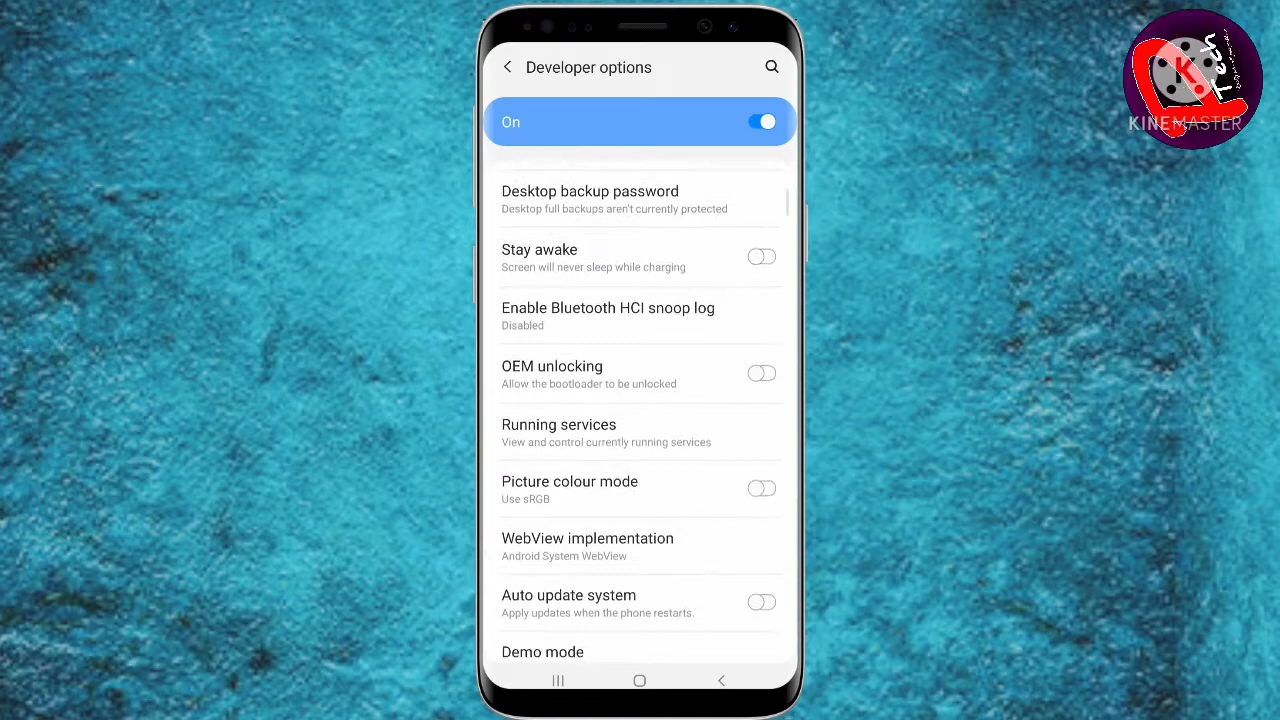 Developer options
On
Desktop backup password
Desktop full backups aren't currently protected
Stay awake
Screen will never sleep while charging
Enable Bluetooth HCI snoop log
Disabled
OEM unlocking
Allow the bootloader to be unlocked
Running services
View and control currently running services
Picture colour mode
Use sRGB
WebView implementation
Android System WebView
Auto update system
Apply updates when the phone restarts.
Demo mode
K
Tech
KINEMASTER